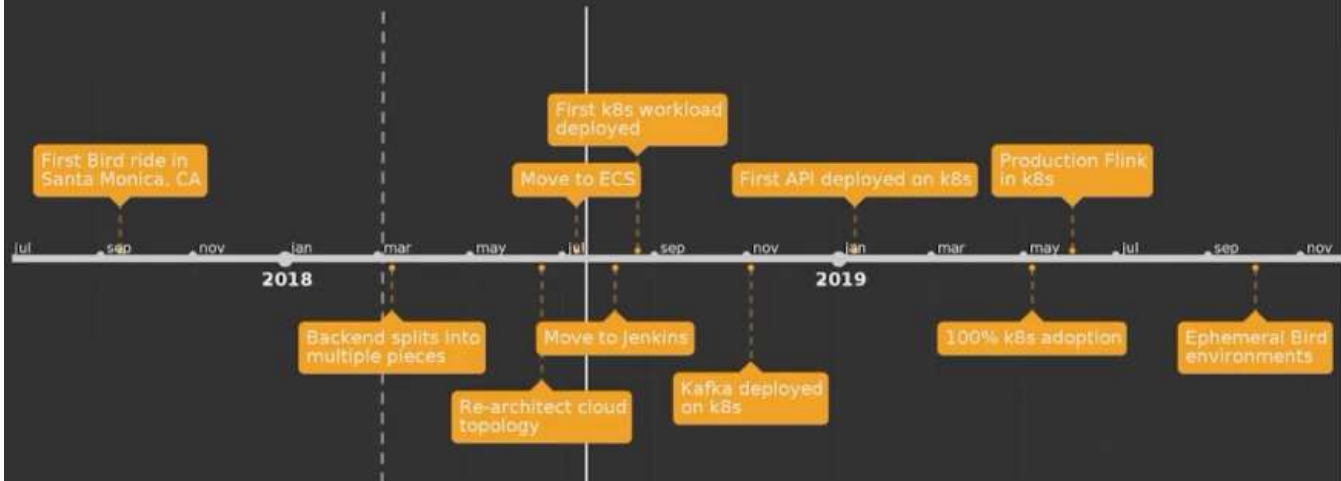 First k8s workload
deployed
First Bird ride in
Santa Monica, CA
Move to ECS
First API deployed on k8s
Production Flink
in k8s
jul sep nov jan mar may jul sep nov jan mar may jul sep nov
2018 2019
Backend splits into
multiple pieces
Move to Jenkins
100% k8s adoption
Ephemeral Bird
environments
Kafka deployed
on k8s
Re-architect cloud
topology